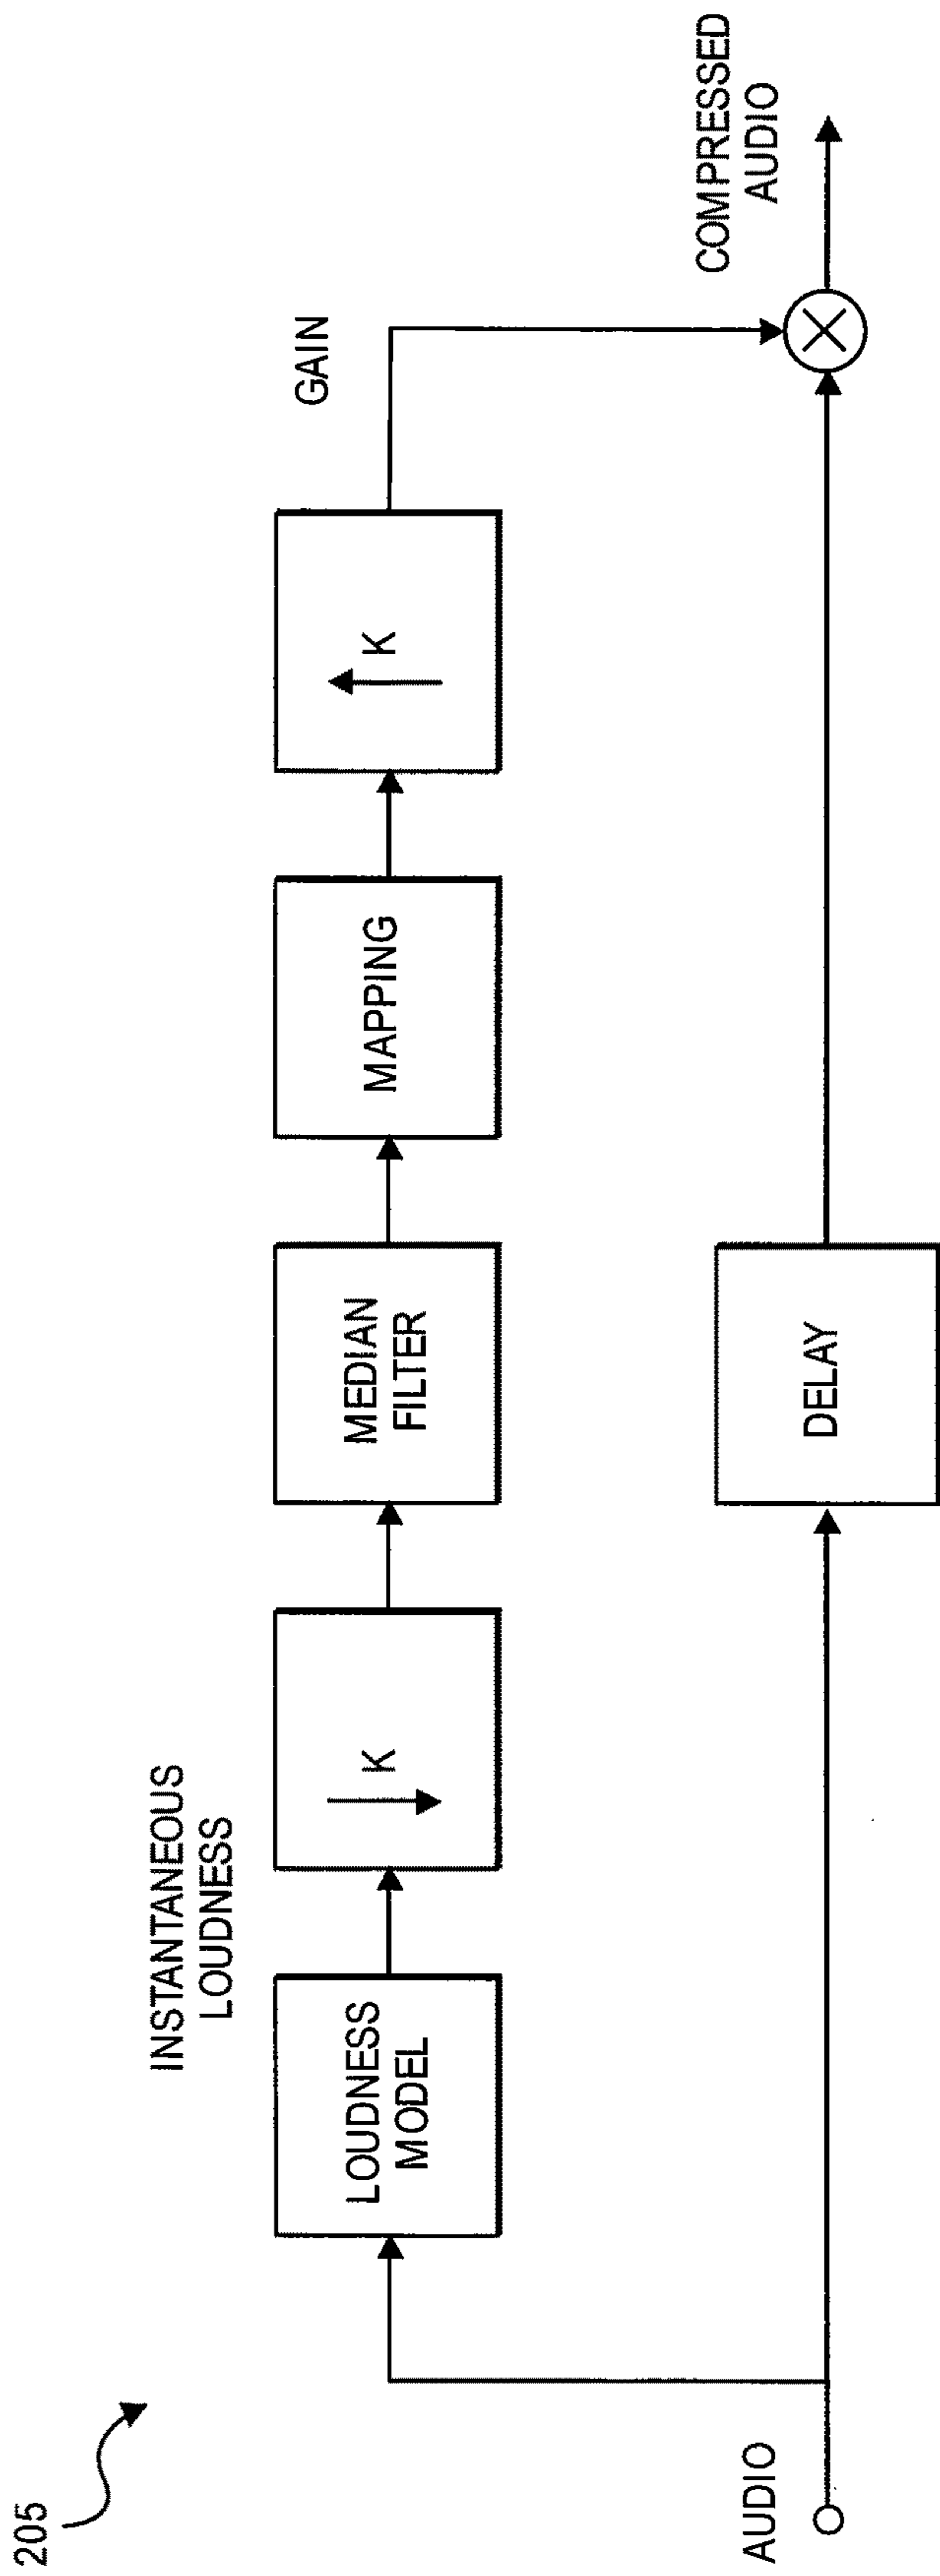 205
INSTANTANEOUS
LOUDNESS
GAIN
LOUDNESS
MODEL
K
MEDIAN
FILTER
MAPPING
K
COMPRESSED
AUDIO
AUDIO
DELAY